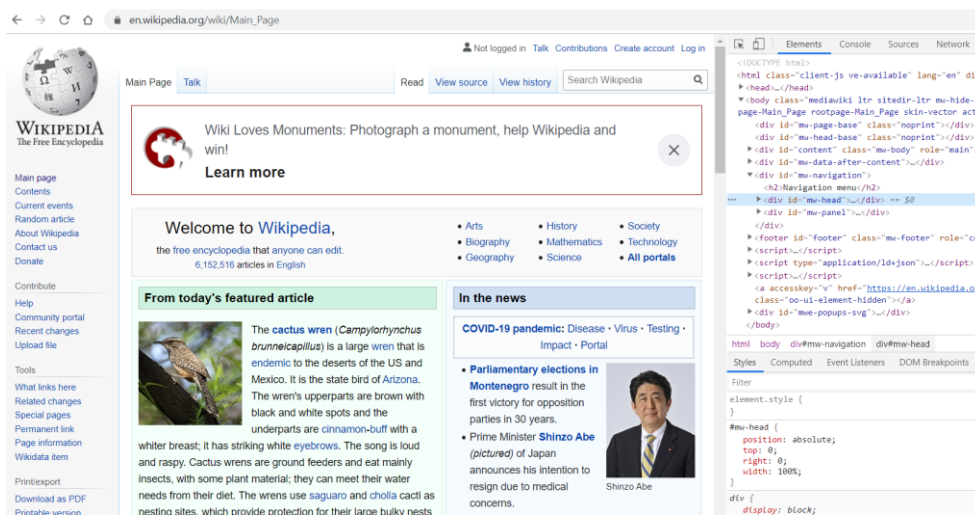 en.wikipedia.org/wiki/Main_Page
Not logged in Talk Contributions Create account Log in
Main Page Talk
Read View source View history Search Wikipedia
WIKIPEDIA
The Free Encyclopedia
Main page
Contents
Current events
Random article
About Wikipedia
Contact us
Donate
Contribute
Help
Community portal
Recent changes
Upload file
Tools
What links here
Related changes
Special pages
Permanent link
Page information
Wikidata item
Print/export
Download as PDF
Printable version
Wiki Loves Monuments: Photograph a monument, help Wikipedia and
win!
Learn more
Welcome to Wikipedia,
the free encyclopedia that anyone can edit.
6,152,516 articles in English
• Arts
• Biography
• Geography
• History
• Mathematics
• Science
• Society
• Technology
• All portals
From today's featured article
The cactus wren (Campylorhynchus
brunneicapillus) is a large wren that is
endemic to the deserts of the US and
Mexico. It is the state bird of Arizona.
The wren's upperparts are brown with
black and white spots and the
underparts are cinnamon-buff with a
whiter breast; it has striking white eyebrows. The song is loud
and raspy. Cactus wrens are ground feeders and eat mainly
insects, with some plant material; they can meet their water
needs from their diet. The wrens use saguaro and cholla cacti as
nesting sites, which provide protection for their large bulky nests
In the news
COVID-19 pandemic: Disease · Virus · Testing ·
Impact · Portal
• Parliamentary elections in
Montenegro result in the
first victory for opposition
parties in 30 years.
• Prime Minister Shinzo Abe
(pictured) of Japan
announces his intention to
resign due to medical
concerns.
Shinzo Abe
Elements Console Sources Network
<!DOCTYPE html>
<html class="client-js ve-available" lang="en" di
▶<head>…</head>
▼<body class="mediawiki ltr sitedir-ltr mw-hide-
page-Main_Page rootpage-Main_Page skin-vector act
<div id="mw-page-base" class="noprint"></div>
<div id="mw-head-base" class="noprint"></div>
▶<div id="content" class="mw-body" role="main"
▶<div id="mw-data-after-content">…</div>
▼<div id="mw-navigation">
<h2>Navigation menu</h2>
… ▶<div id="mw-head">…</div> == $0
▶<div id="mw-panel">…</div>
</div>
▶<footer id="footer" class="mw-footer" role="co
▶<script>…</script>
▶<script type="application/ld+json">…</script>
▶<script>…</script>
<a accesskey="v" href="https://en.wikipedia.o
class="oo-ui-element-hidden"></a>
▶<div id="mwe-popups-svg">…</div>
</body>
html body div#mw-navigation div#mw-head
Styles Computed Event Listeners DOM Breakpoints
Filter
element.style {
}
#mw-head {
position: absolute;
top: 0;
right: 0;
width: 100%;
}
div {
display: block;